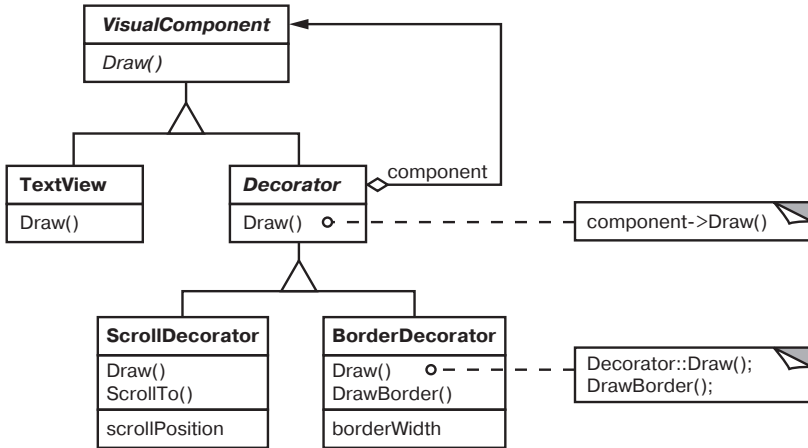 VisualComponent
Draw()
component
TextView
Draw()
Decorator
Draw()
component->Draw()
ScrollDecorator
Draw()
ScrollTo()
scrollPosition
BorderDecorator
Draw()
DrawBorder()
borderWidth
Decorator::Draw();
DrawBorder();